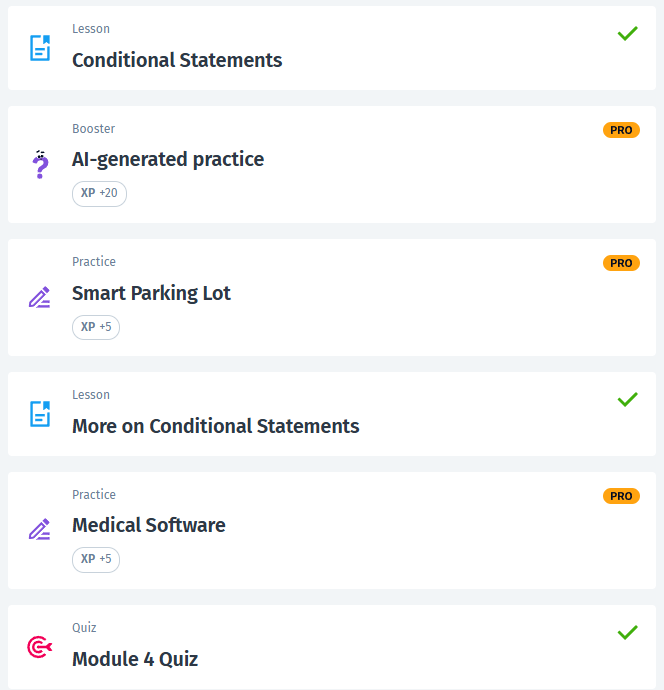 Lesson
Conditional Statements
Booster
PRO
AI-generated practice
XP +20
Practice
PRO
Smart Parking Lot
XP +5
Lesson
More on Conditional Statements
Practice
PRO
Medical Software
XP +5
Quiz
Module 4 Quiz